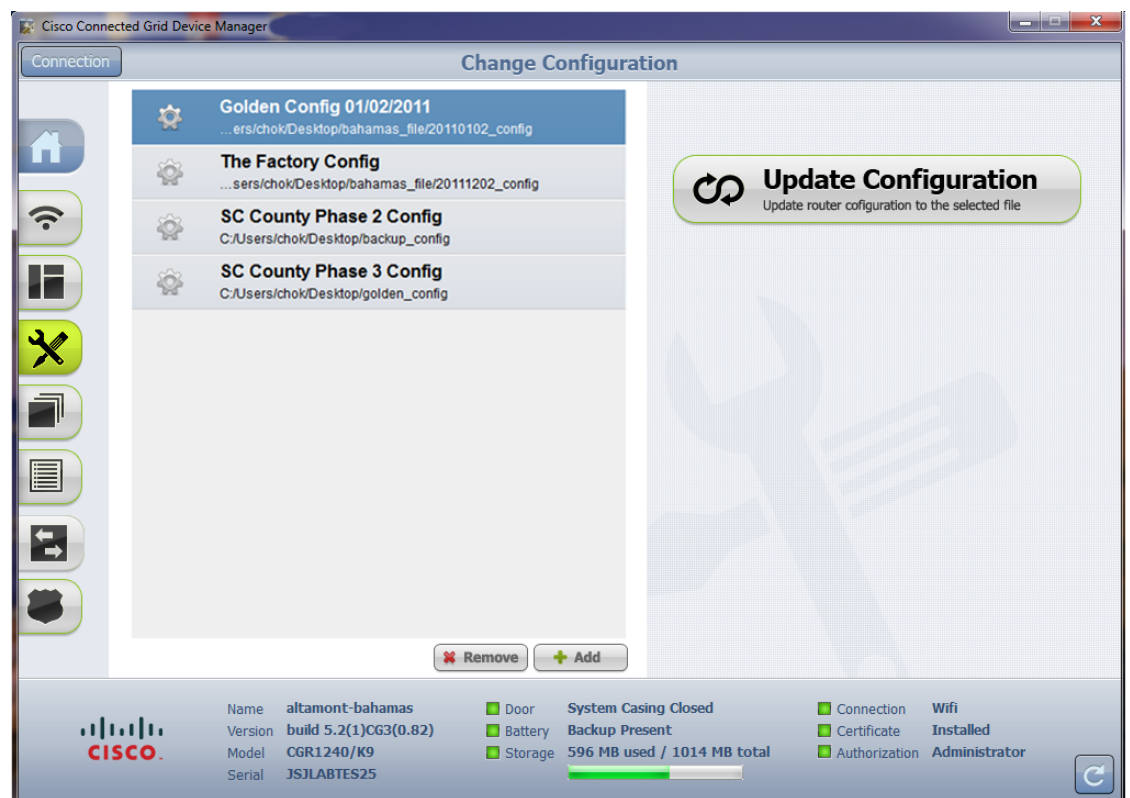 Cisco Connected Grid Device Manager
Connection
Change Configuration
Golden Config 01/02/2011
...ers/chok/Desktop/bahamas_file/20110102_config
The Factory Config
...sers/chok/Desktop/bahamas_file/20111202_config
SC County Phase 2 Config
C:/Users/chok/Desktop/backup_config
SC County Phase 3 Config
C:/Users/chok/Desktop/golden_config
Update Configuration
Update router cofiguration to the selected file
Remove
Add
CISCO.
Name altamont-bahamas
Version build 5.2(1)CG3(0.82)
Model CGR1240/K9
Serial JSJLABTES25
Door System Casing Closed
Battery Backup Present
Storage 596 MB used / 1014 MB total
Connection Wifi
Certificate Installed
Authorization Administrator